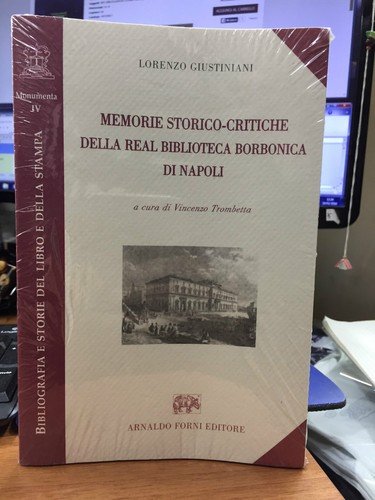 LORENZO GIUSTINIANI
MEMORIE STORICO-CRITICHE
DELLA REAL BIBLIOTECA BORBONICA
DI NAPOLI
a cura di Vincenzo Trombetta
ARNALDO FORNI EDITORE
Monumenta
IV
BIBLIOGRAFIA E STORIE DEL LIBRO E DELLA STAMPA